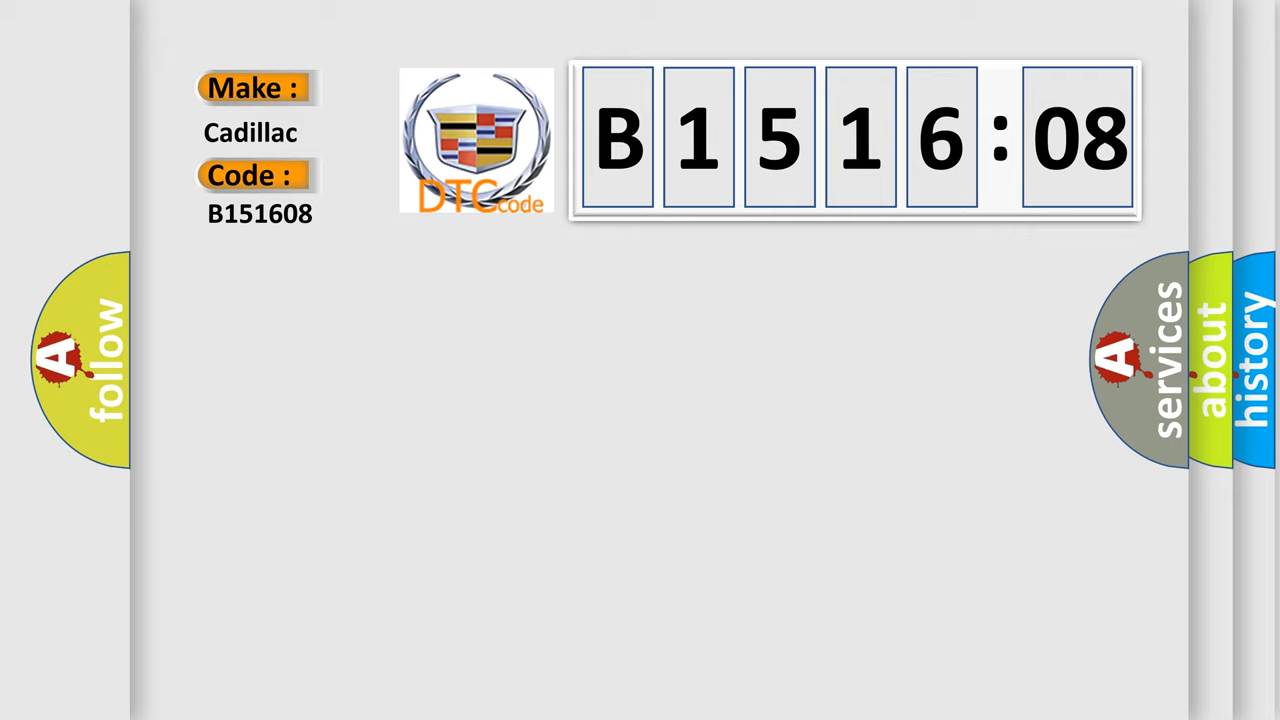 Make :
Cadillac
Code :
B151608
DTCcode
B 1 5 1 6 : 08
A follow
A services
about
history